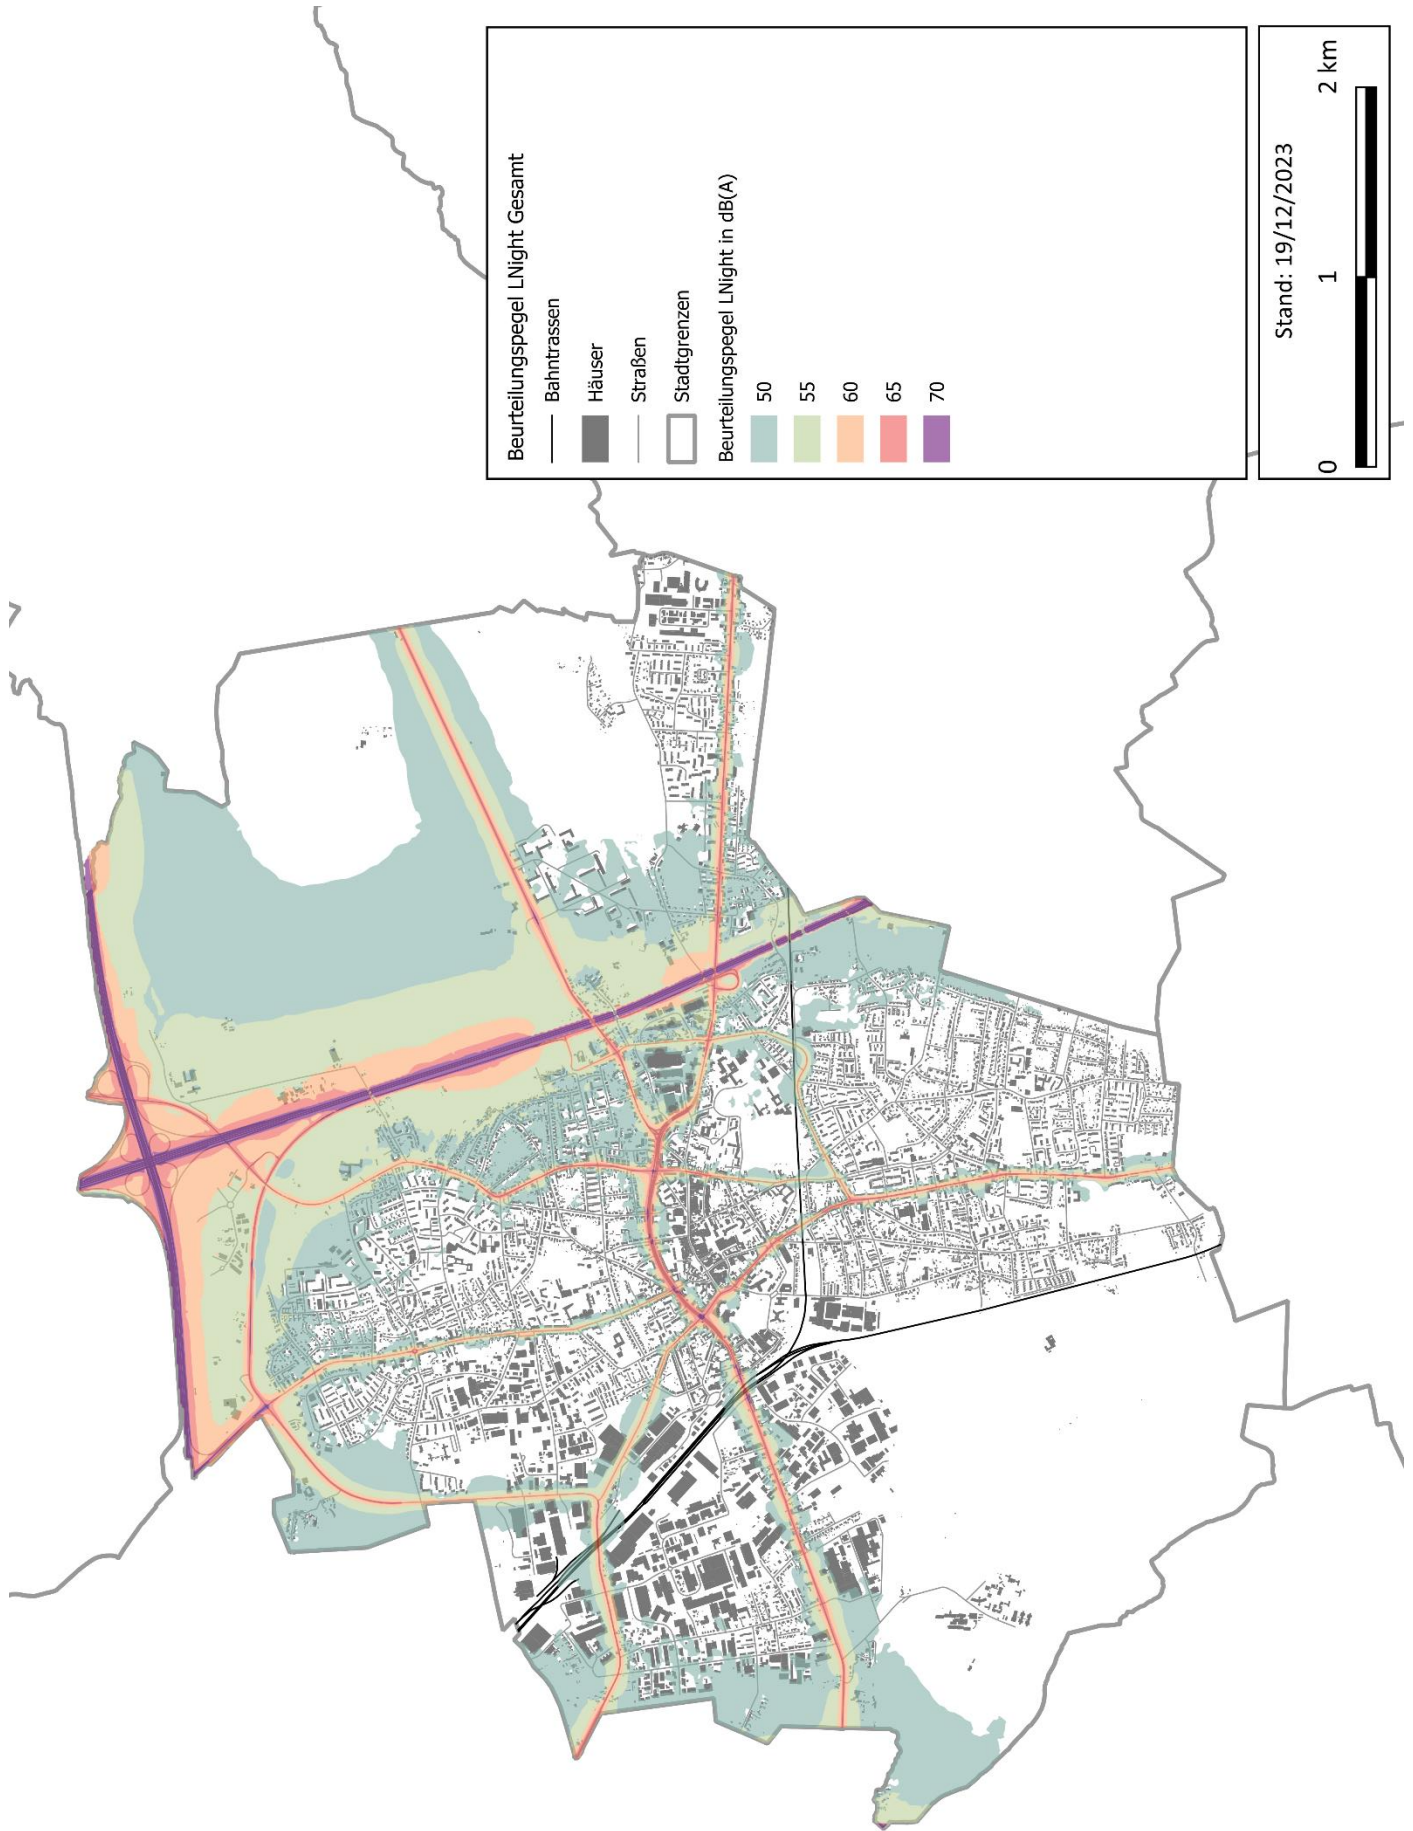 Beurteilungspegel LNight Gesamt
Bahntrassen
Häuser
Straßen
Stadtgrenzen
Beurteilungspegel LNight in dB(A)
50
55
60
65
70
Stand: 19/12/2023
0 1 2 km